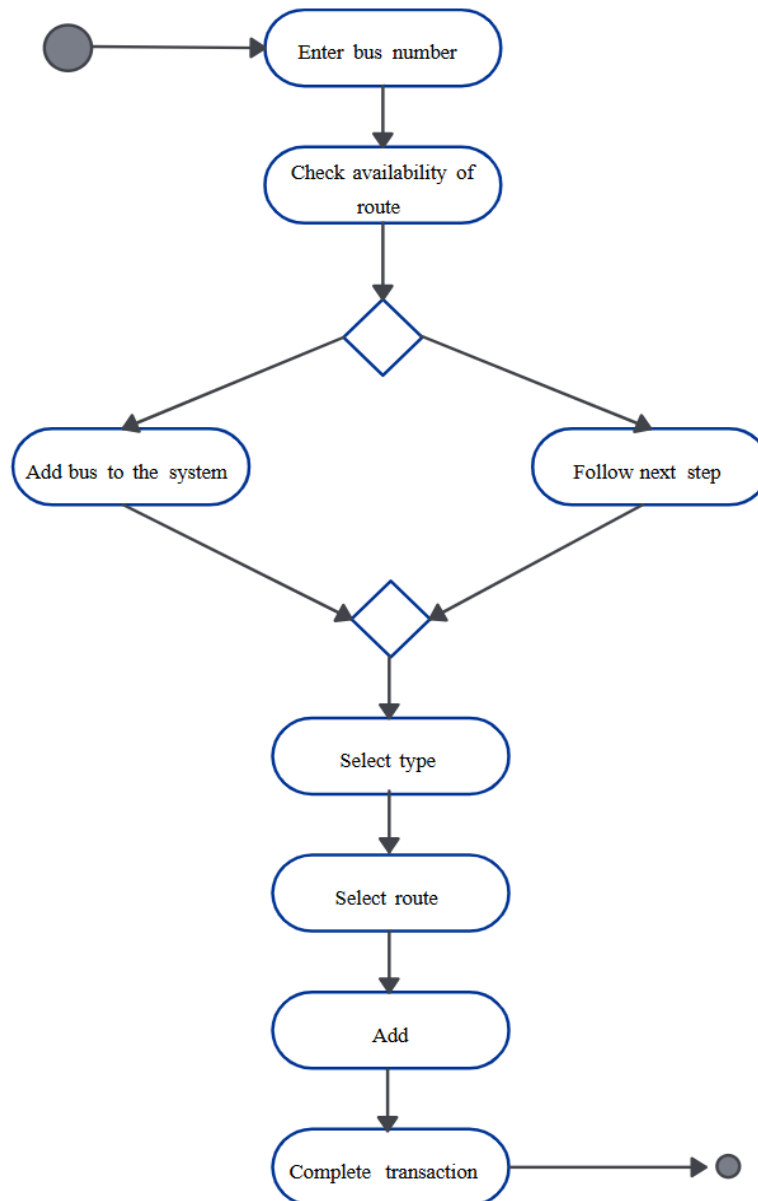 Enter bus number
Check availability of
route
Add bus to the system
Follow next step
Select type
Select route
Add
Complete transaction